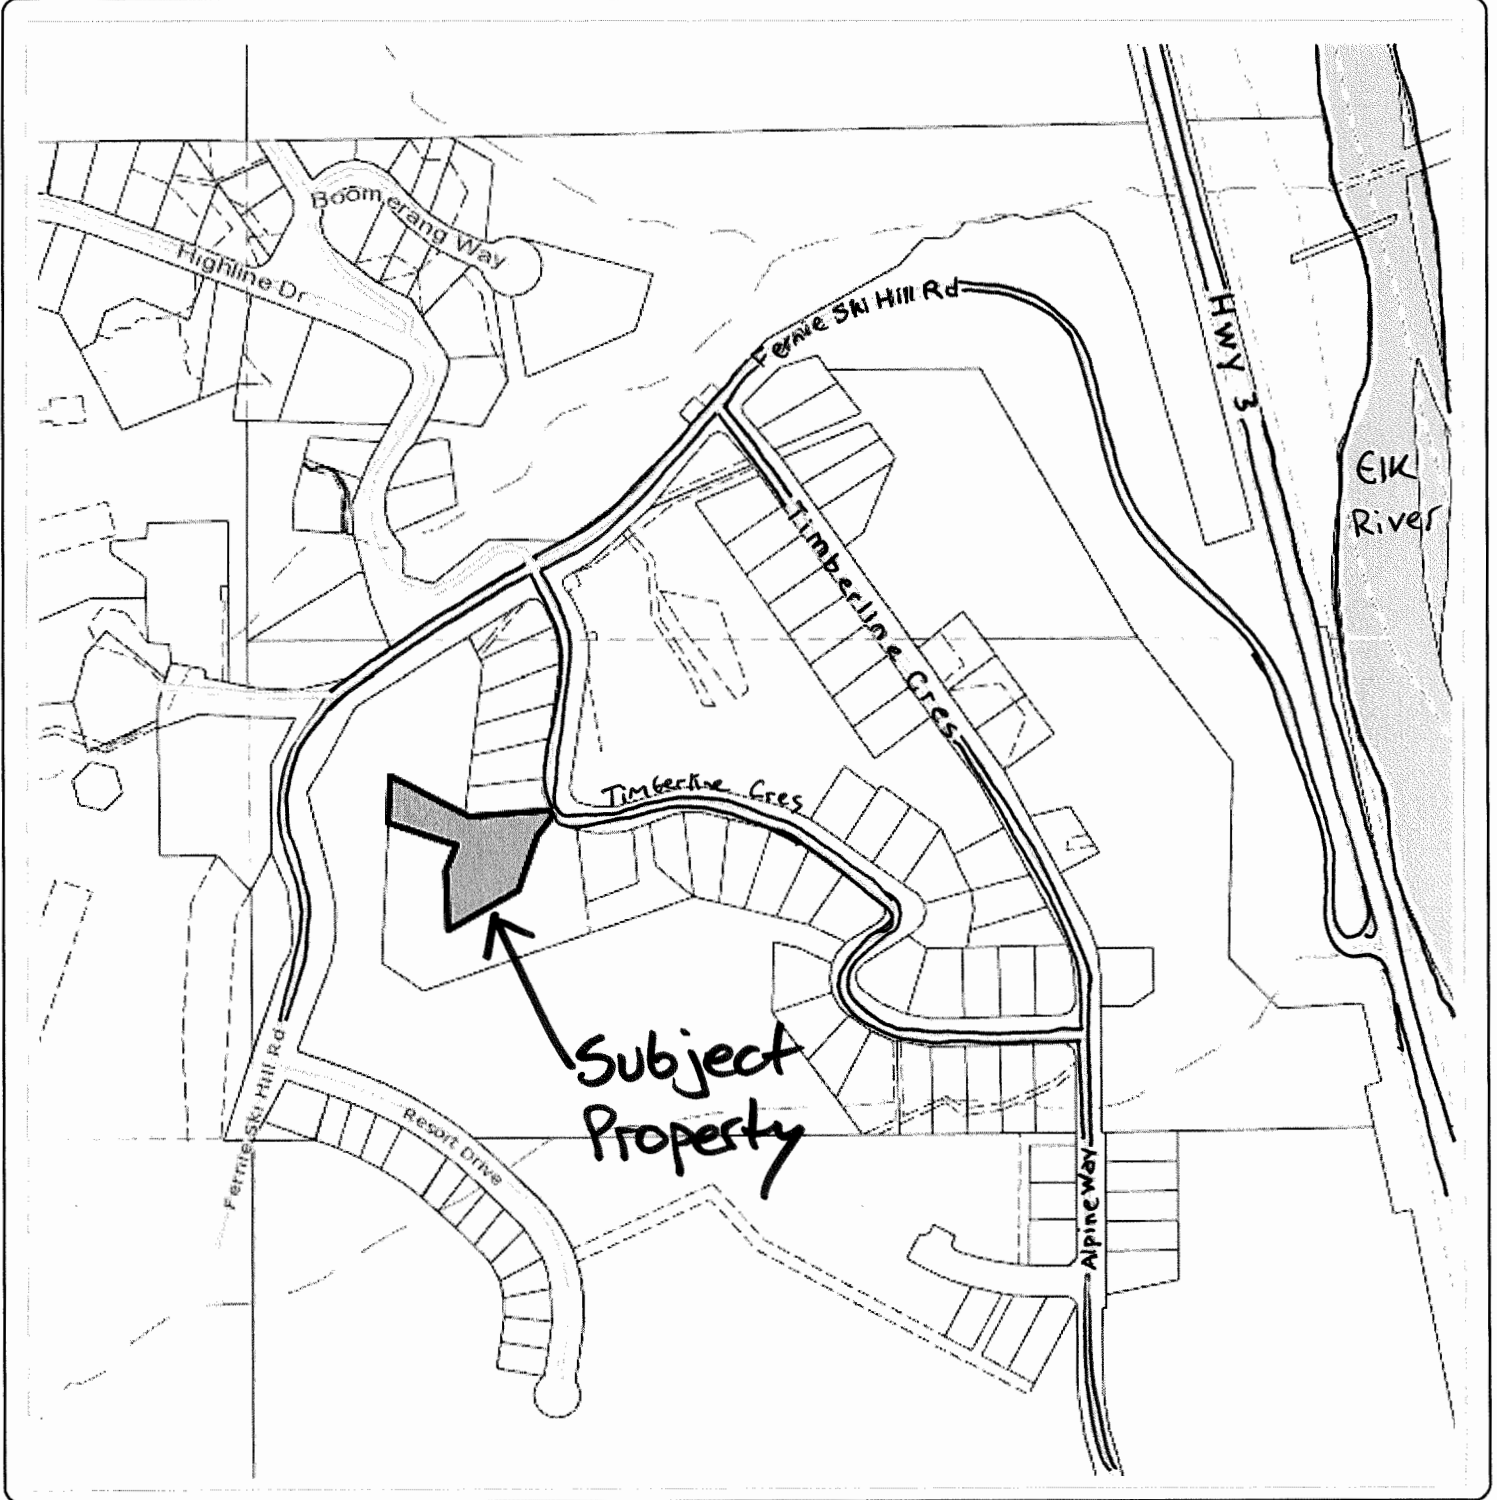 Boomerang Way
Highline Dr
Fernie Ski Hill Rd
Hwy 3
Elk
River
Timberline Cres
Timberline Cres
Subject
Property
Fernie Ski Hill Rd
Resort Drive
Alpine Way